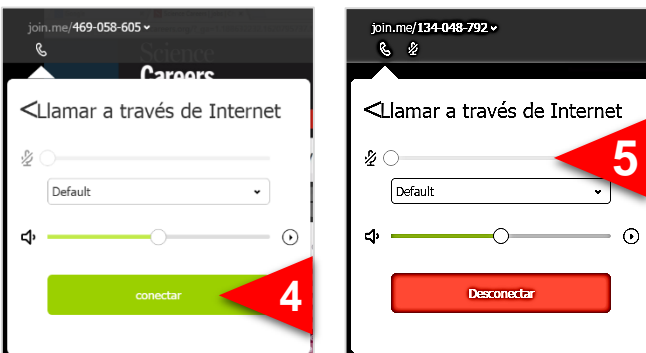 join.me/469-058-605
Science
Careers
<Llamar a través de Internet
Default
conectar
4
join.me/134-048-792
<Llamar a través de Internet
Default
Desconectar
5